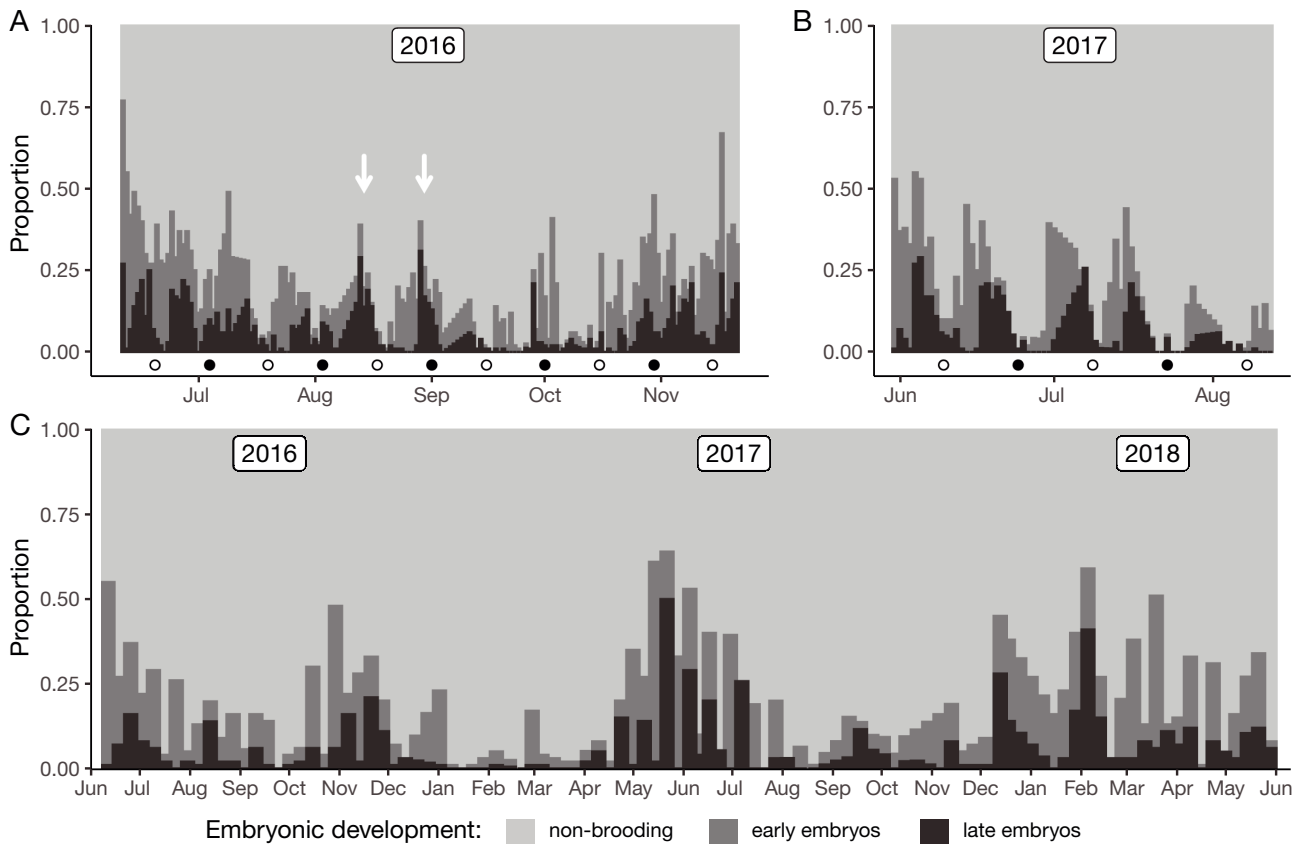 A
B
2016
2017
Proportion
1.00
0.75
0.50
0.25
0.00
1.00
0.75
0.50
0.25
0.00
Jul Aug Sep Oct Nov
Jun Jul Aug
C
2016
2017
2018
Proportion
1.00
0.75
0.50
0.25
0.00
Jun Jul Aug Sep Oct Nov Dec Jan Feb Mar Apr May Jun Jul Aug Sep Oct Nov Dec Jan Feb Mar Apr May Jun
Embryonic development: non-brooding early embryos late embryos